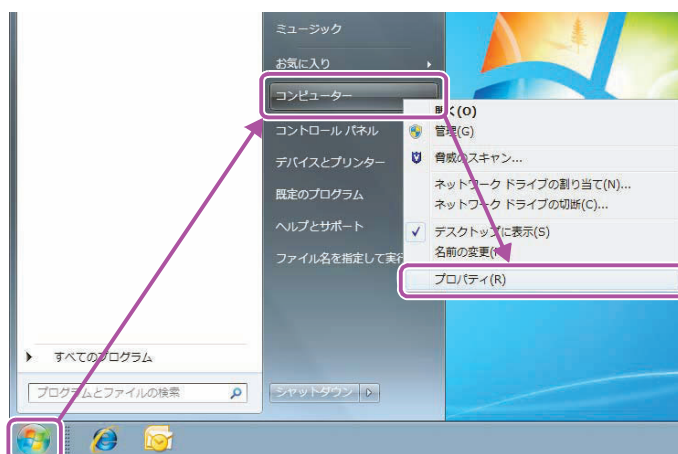 ミュージック
お気に入り
コンピューター
コントロール パネル
デバイスとプリンター
既定のプログラム
ヘルプとサポート
ファイル名を指定して実行
開く(O)
管理(G)
脅威のスキャン...
ネットワーク ドライブの割り当て(N)...
ネットワーク ドライブの切断(C)...
デスクトップに表示(S)
名前の変更(
プロパティ(R)
すべてのプログラム
プログラムとファイルの検索
シャットダウン